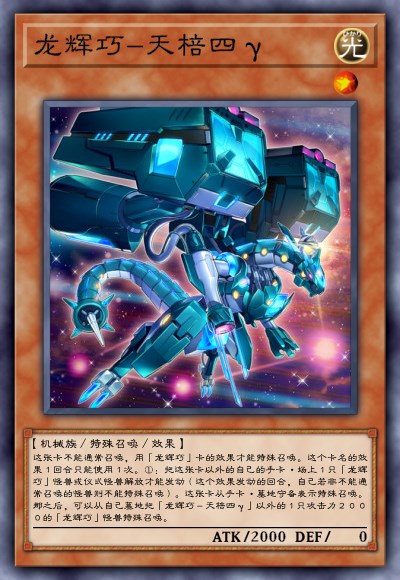 龙辉巧-天棓四γ
ひかり
光
【机械族/特殊召唤/效果】
这张卡不能通常召唤，用「龙辉巧」卡的效果才能特殊召唤。这个卡名的效
果1回合只能使用1次。①：把这张卡以外的自己的手卡·场上1只「龙辉
巧」怪兽或仪式怪兽解放才能发动（这个效果发动的回合，自己若非不能通
常召唤的怪兽则不能特殊召唤）。这张卡从手卡·墓地守备表示特殊召唤。
那之后，可以从自己墓地把「龙辉巧-天棓四γ」以外的1只攻击力200
0的「龙辉巧」怪兽特殊召唤。
ATK/2000 DEF/ 0